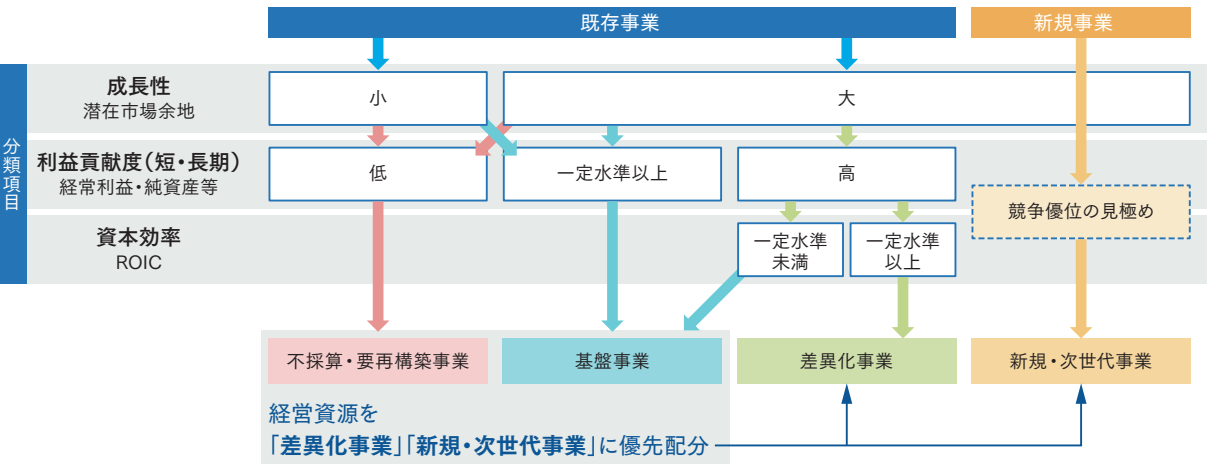 既存事業
新規事業
分類項目
成長性
潜在市場余地
小
大
利益貢献度（短・長期）
経常利益・純資産等
低
一定水準以上
高
競争優位の見極め
資本効率
ROIC
一定水準
未満
一定水準
以上
不採算・要再構築事業
基盤事業
差異化事業
新規・次世代事業
経営資源を
「差異化事業」「新規・次世代事業」に優先配分